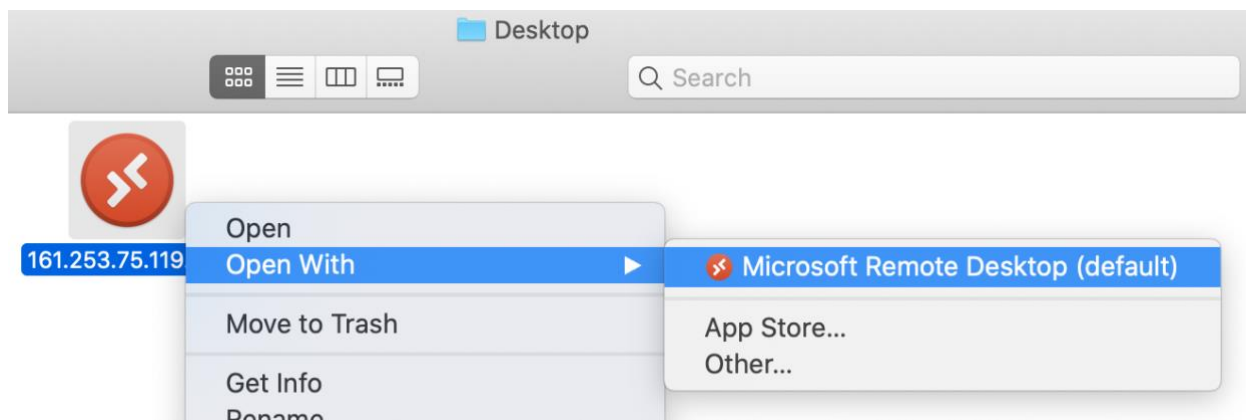 Desktop
Search
Open
161.253.75.119
Open With
Microsoft Remote Desktop (default)
Move to Trash
App Store...
Other...
Get Info
Rename